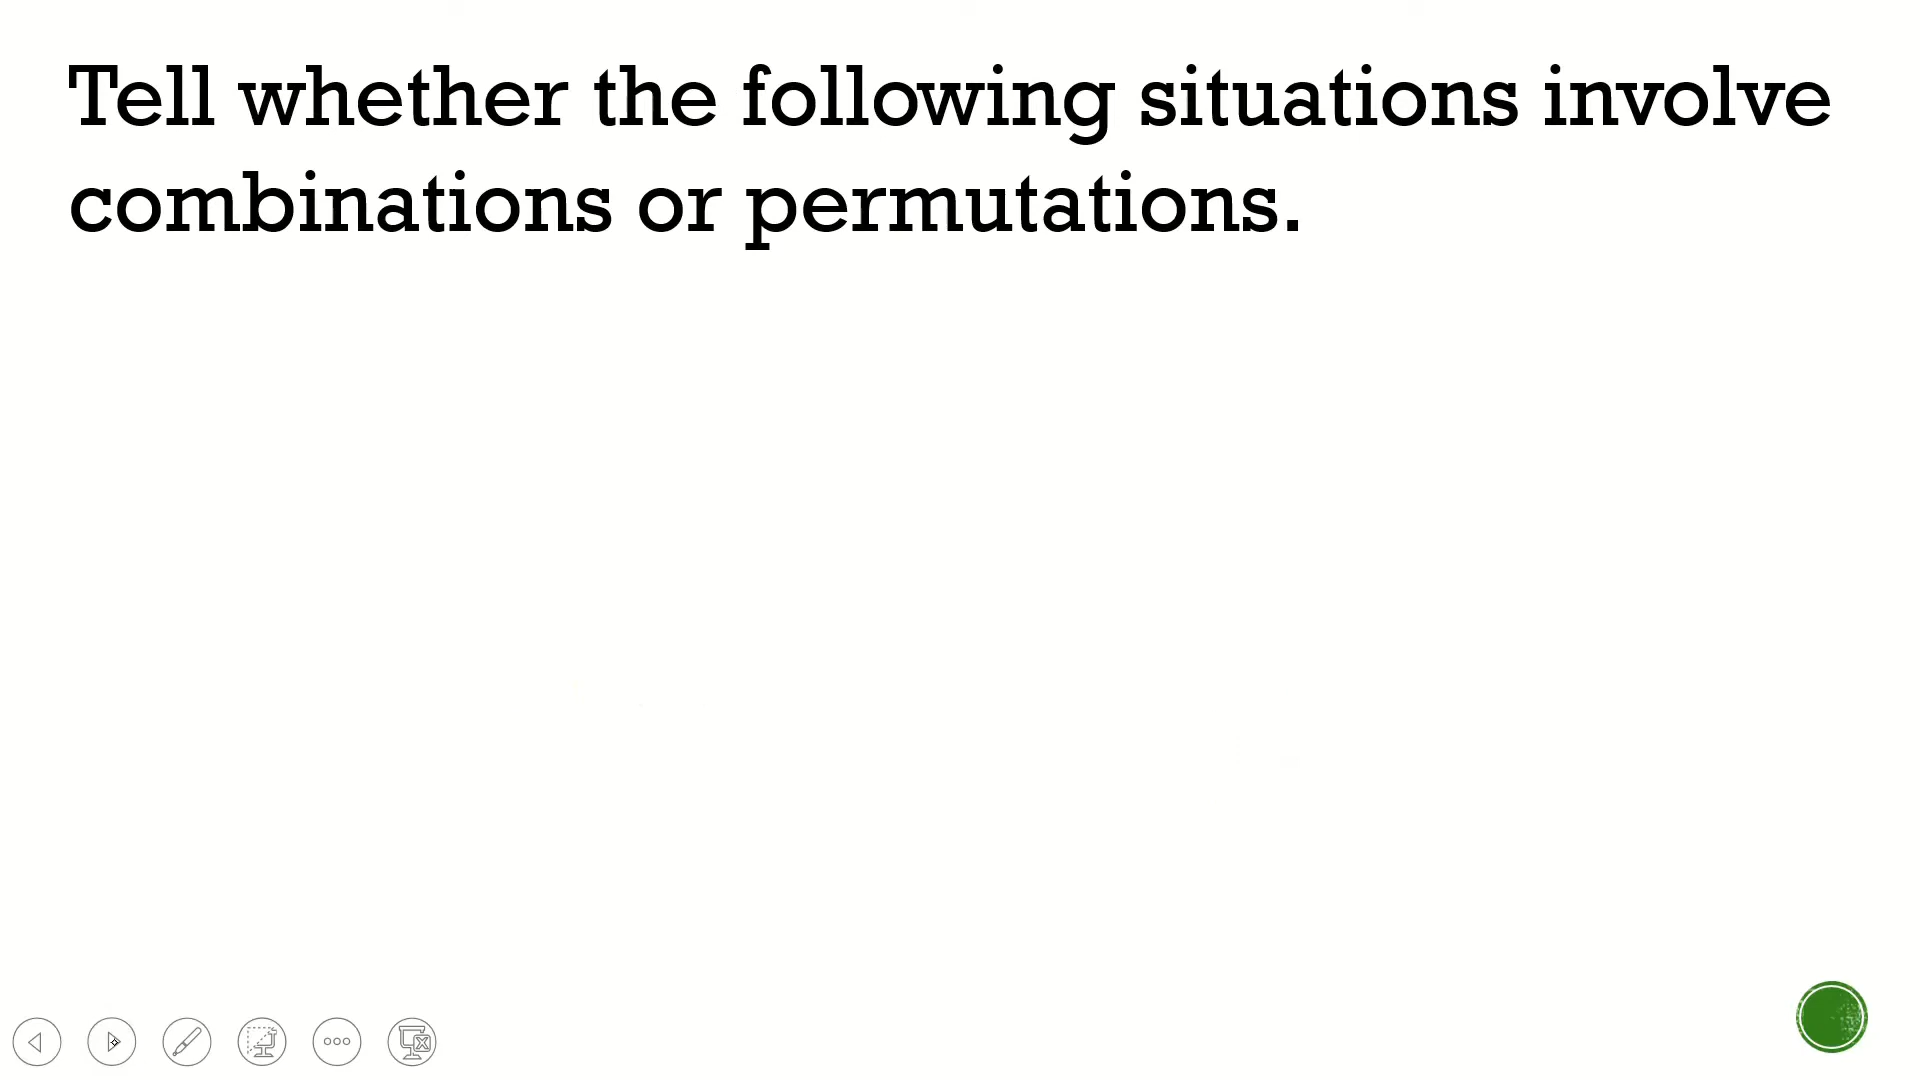 Tell whether the following situations involve
combinations or permutations.